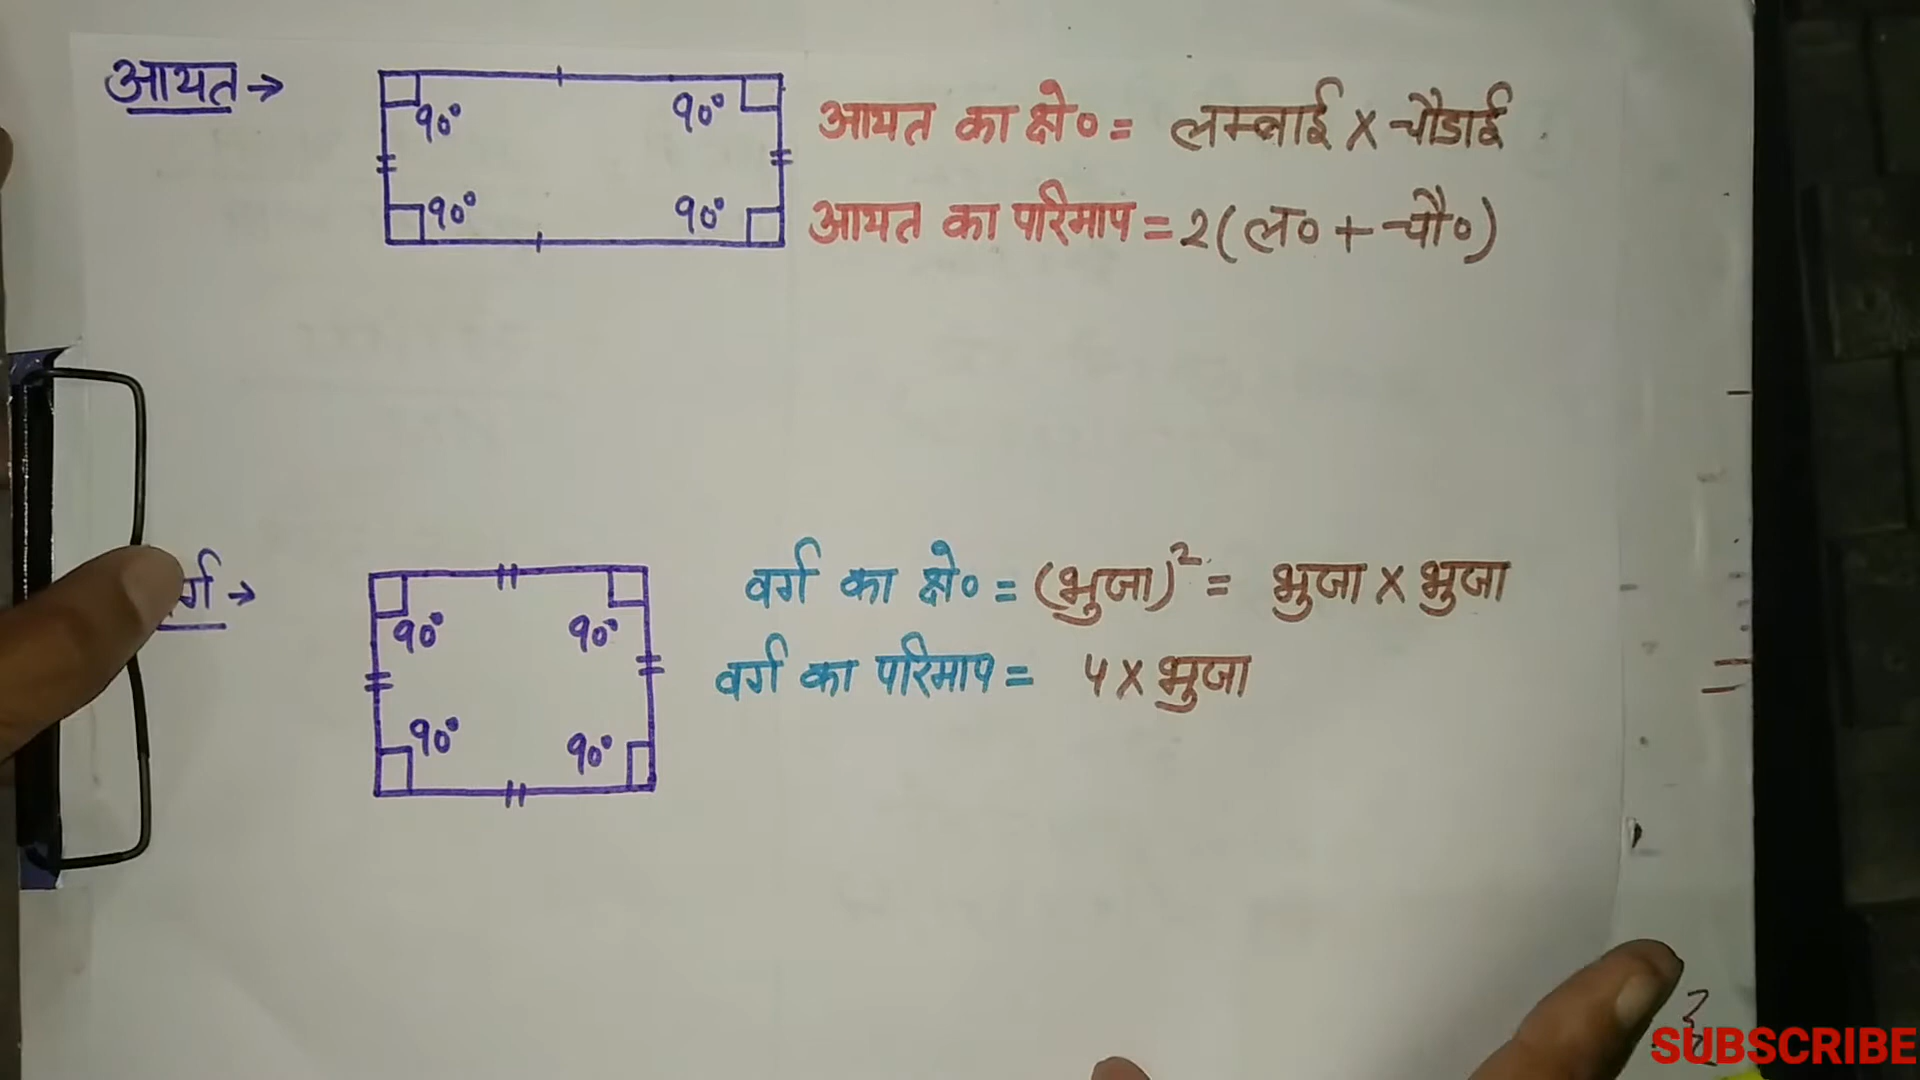 आयत →
90° 90°
90° 90°
आयत का क्षे० = लम्बाई × चौडाई
आयत का परिमाप = 2(ल० + चौ०)
90° 90°
90° 90°
वर्ग का क्षे० = (भुजा)² = भुजा × भुजा
वर्ग का परिमाप = 4 × भुजा
SUBSCRIBE